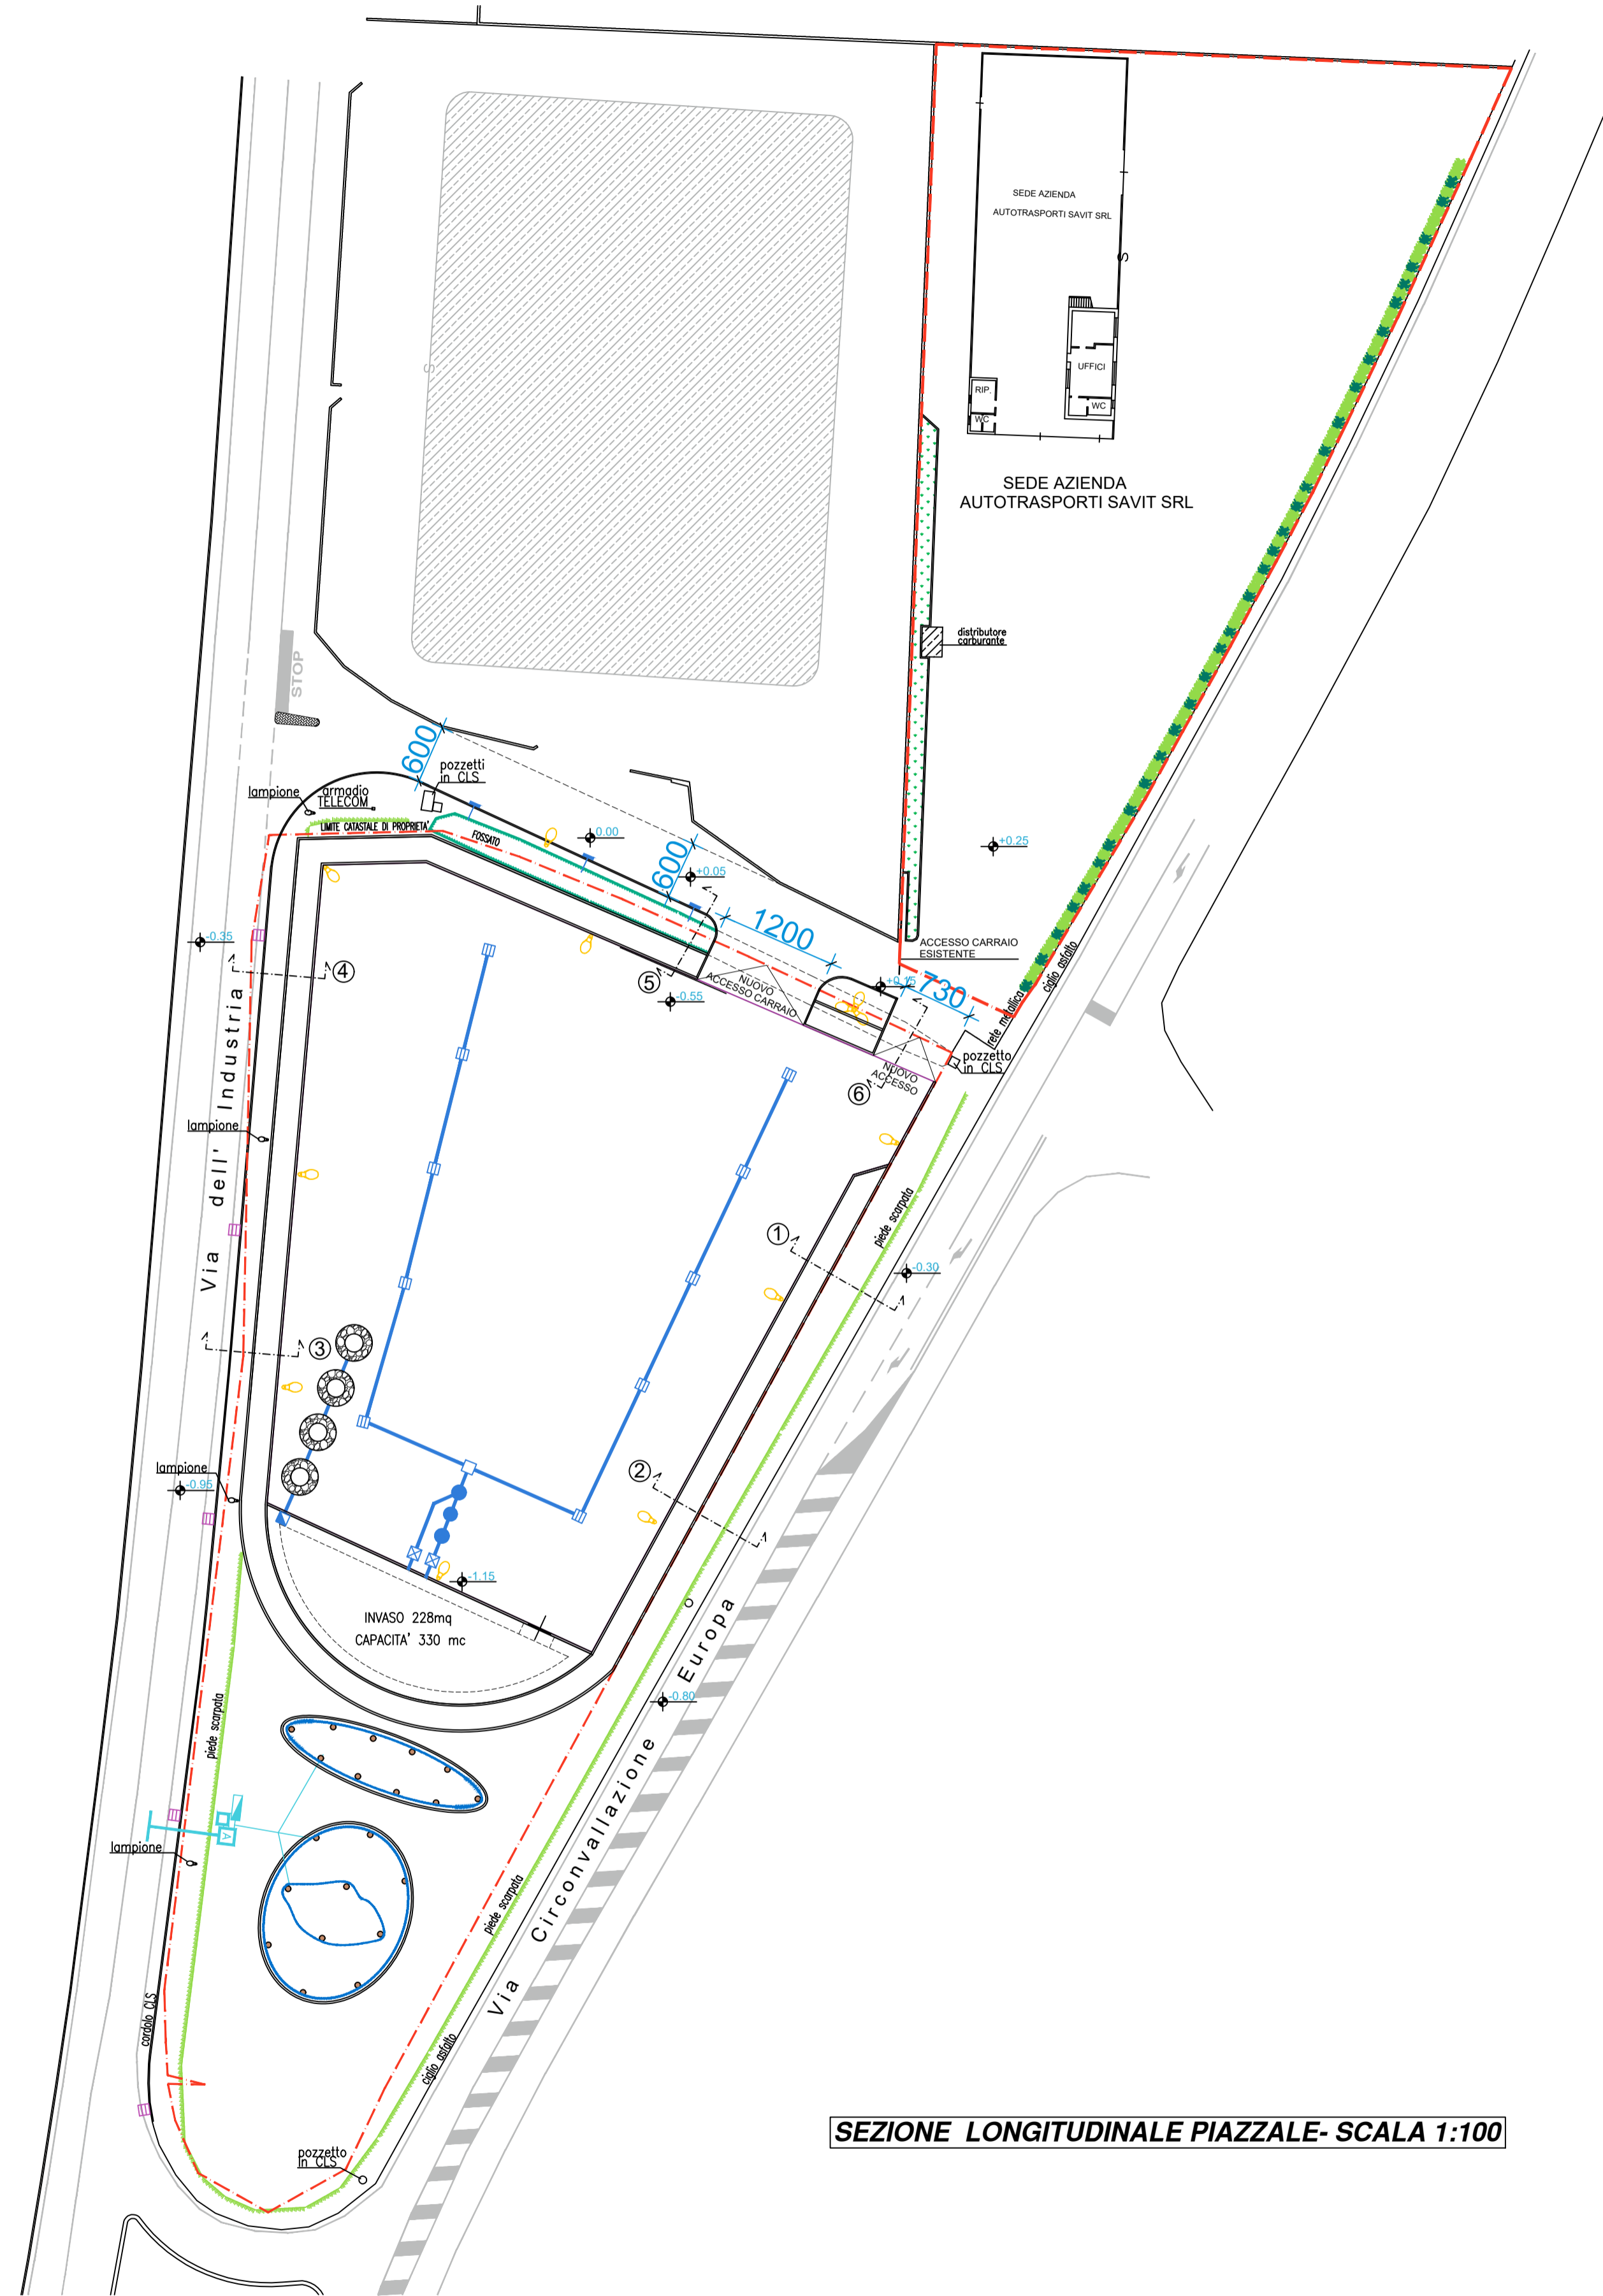 SEDE AZIENDA
AUTOTRASPORTI SAVIT SRL
S
S
UFFICI
RIP.
WC
WC
SEDE AZIENDA
AUTOTRASPORTI SAVIT SRL
distributore
carburante
STOP
600
pozzetti
in CLS
lampione
armadio
TELECOM
LIMITE CATASTALE DI PROPRIETA'
FOSSATO
0.00
600
+0.05
+0.25
1200
-0.35
4
5
-0.55
NUOVO
ACCESSO CARRAIO
ACCESSO CARRAIO
ESISTENTE
+0.15
730
rete metallica
ciglio asfalto
pozzetto
in CLS
NUOVO
ACCESSO
6
lampione
Via dell' Industria
piede scarpata
1
-0.30
3
2
lampione
-0.95
-1.15
INVASO 228mq
CAPACITA' 330 mc
-0.80
Via Circonvallazione Europa
piede scarpata
A
lampione
piede scarpata
cordolo CLS
ciglio asfalto
pozzetto
in CLS
SEZIONE LONGITUDINALE PIAZZALE- SCALA 1:100